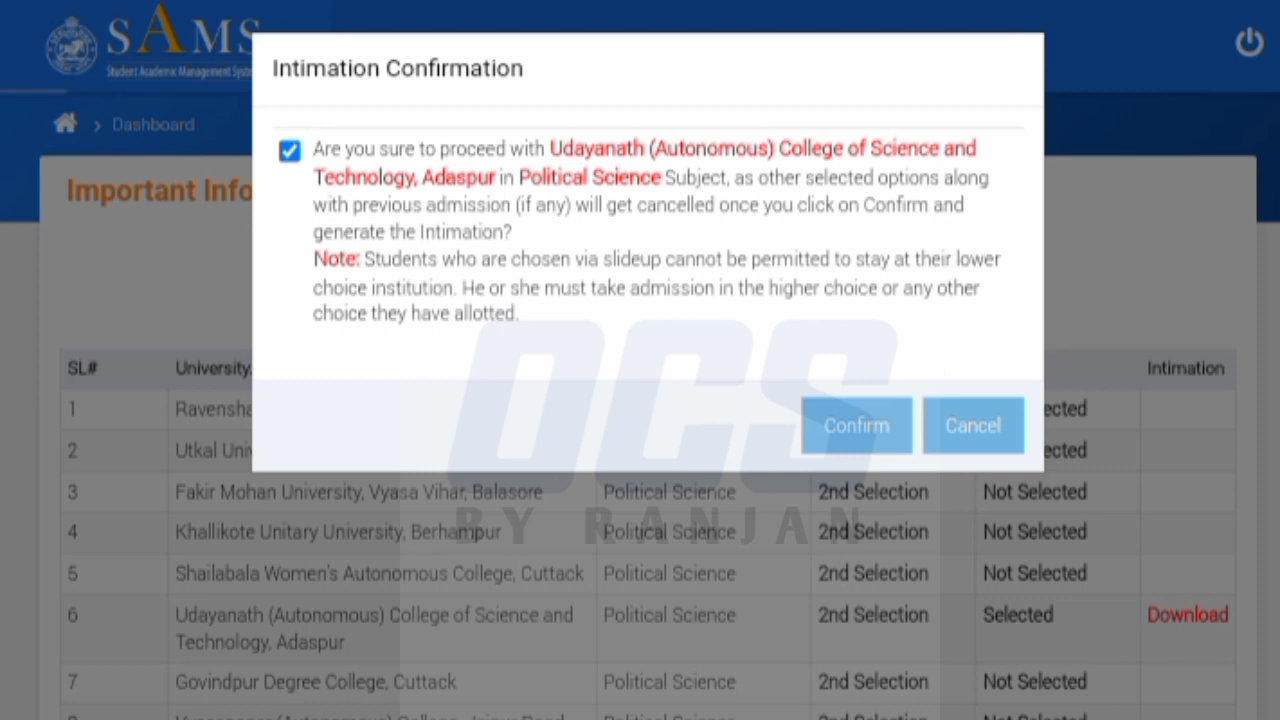 SAMS
Student Academic Management
Dashboard
Important
Intimation Confirmation
Are you sure to proceed with Udayanath (Autonomous) College of Science and
Technology, Adaspur in Political Science Subject, as other selected options along
with previous admission (if any) will get cancelled once you click on Confirm and
generate the Intimation?
Note: Students who are chosen via slideup cannot be permitted to stay at their lower
choice institution. He or she must take admission in the higher choice or any other
choice they have allotted.
Confirm Cancel
OCS
BY RANJAN
SL# University Intimation
1
2 Utkal
3 Fakir Mohan University, Vyasa Vihar, Balasore Political Science 2nd Selection Not Selected
4 Khallikote Unitary University, Berhampur Political Science 2nd Selection Not Selected
5 Shailabala Women's Autonomous College, Cuttack Political Science 2nd Selection Not Selected
6 Udayanath (Autonomous) College of Science and Political Science 2nd Selection Selected Download
Technology, Adaspur
7 Govindpur Degree College, Cuttack Political Science 2nd Selection Not Selected